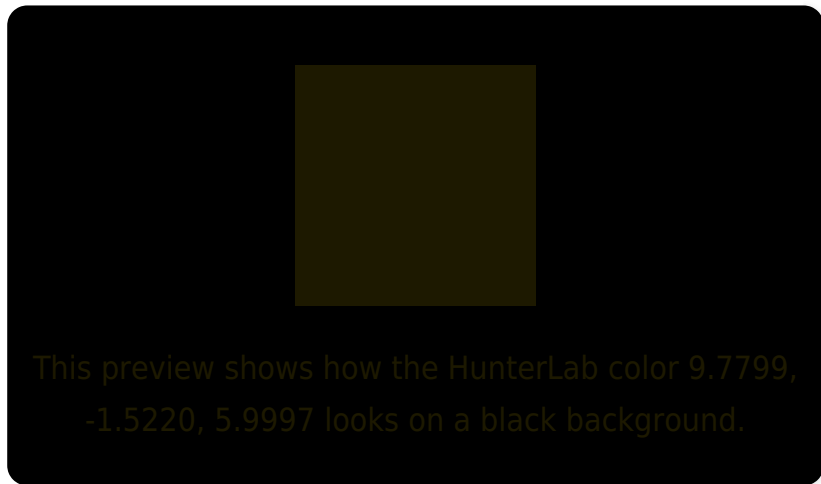 This preview shows how the HunterLab color 9.7799,
-1.5220, 5.9997 looks on a black background.